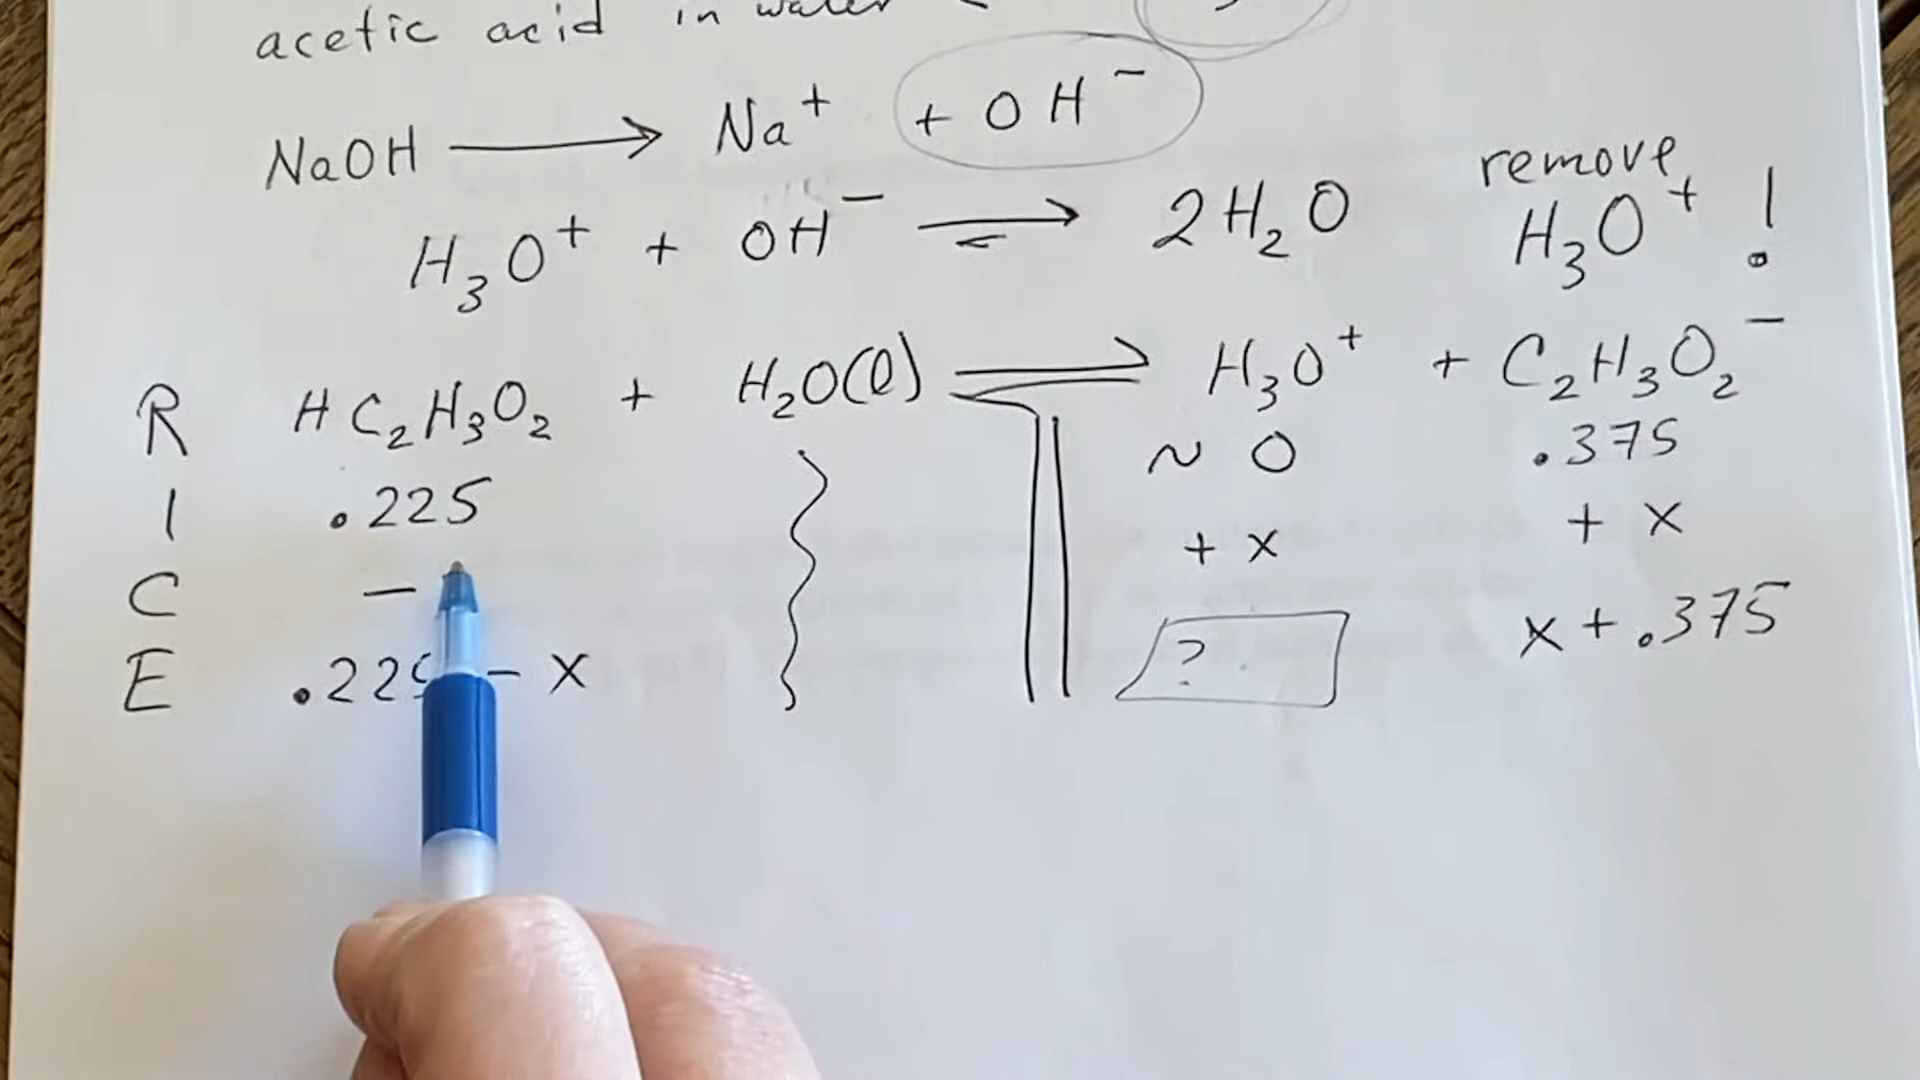 acetic acid in water
NaOH ⟶ Na⁺ + OH⁻
remove
H₃O⁺ + OH⁻ ⇌ 2H₂O H₃O⁺ !
R HC₂H₃O₂ + H₂O(l) ⇌ H₃O⁺ + C₂H₃O₂⁻
I .225 ~ 0 .375
C − + x + x
E .225 − x ? x + .375